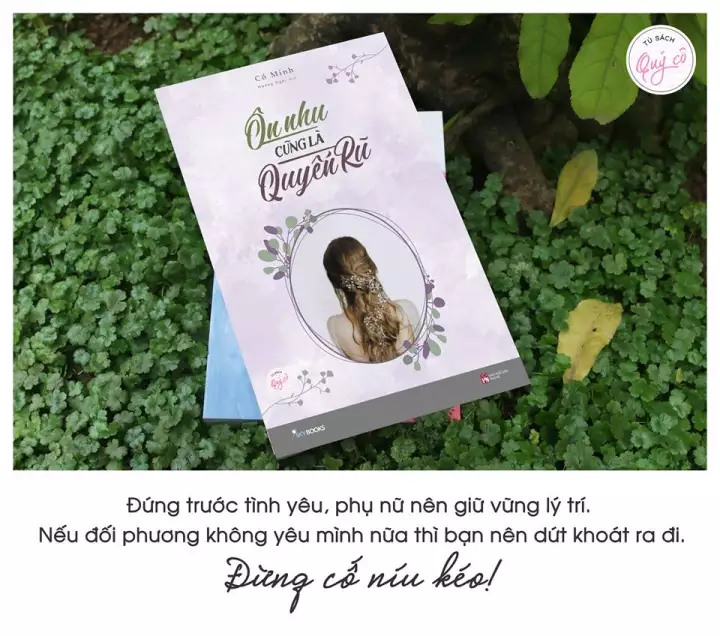 TỦ SÁCH
Quý cô
Cố Minh
Ôn nhu
CŨNG LÀ
Quyến Rũ
Quý cô
SKYBOOKS
Đứng trước tình yêu, phụ nữ nên giữ vững lý trí.
Nếu đối phương không yêu mình nữa thì bạn nên dứt khoát ra đi.
Đừng cố níu kéo!